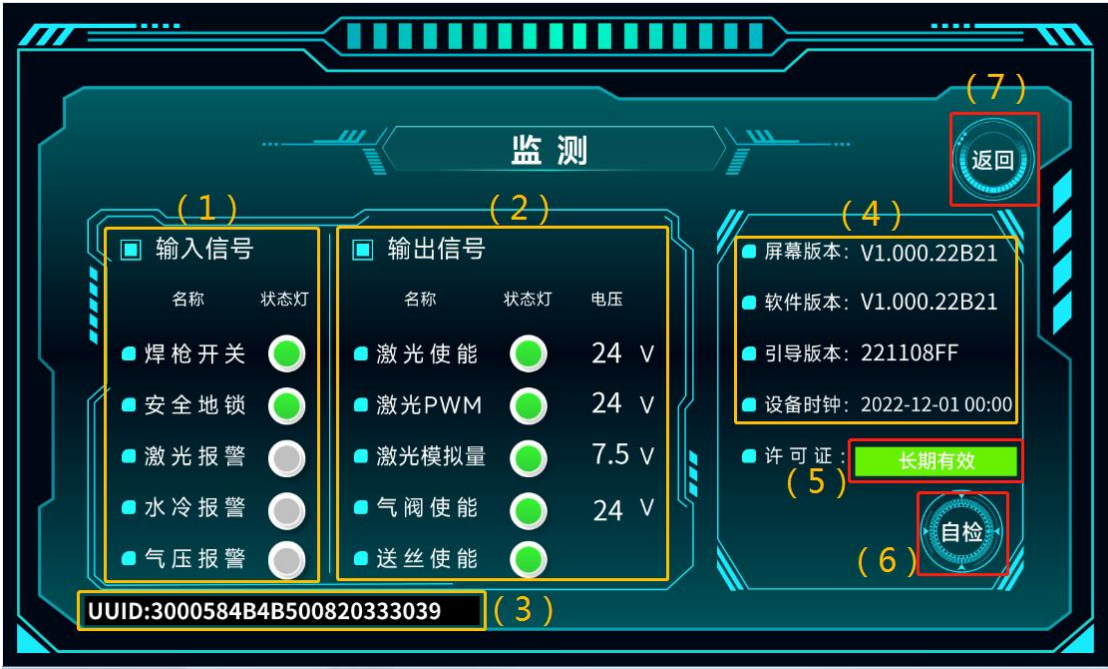 (7)
监测
返回
(1)
(2)
(4)
输入信号
输出信号
屏幕版本: V1.000.22B21
名称 状态灯
名称 状态灯 电压
软件版本: V1.000.22B21
焊枪开关
激光使能 24 V
引导版本: 221108FF
安全地锁
激光PWM 24 V
设备时钟: 2022-12-01 00:00
激光报警
激光模拟量 7.5 V
许可证: 长期有效
(5)
水冷报警
气阀使能 24 V
自检
气压报警
送丝使能
(6)
UUID:3000584B4B500820333039
(3)